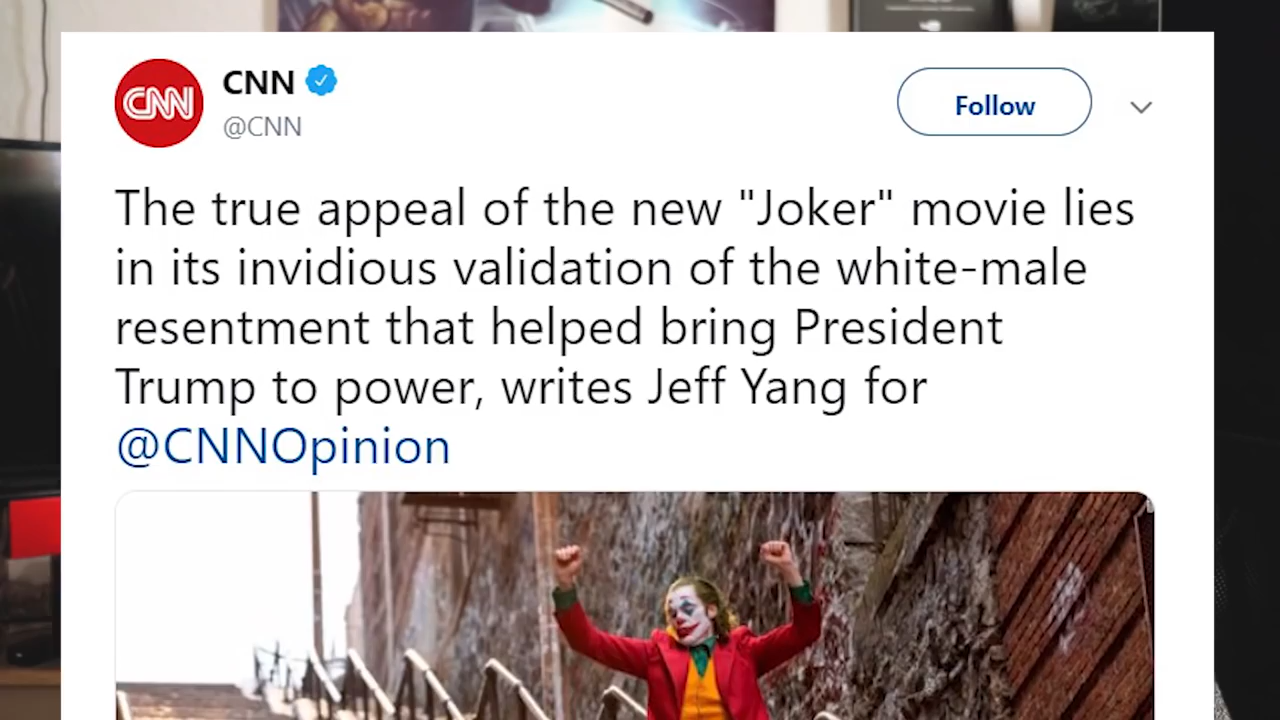 CNN
CNN
@CNN
Follow
The true appeal of the new "Joker" movie lies
in its invidious validation of the white-male
resentment that helped bring President
Trump to power, writes Jeff Yang for
@CNNOpinion